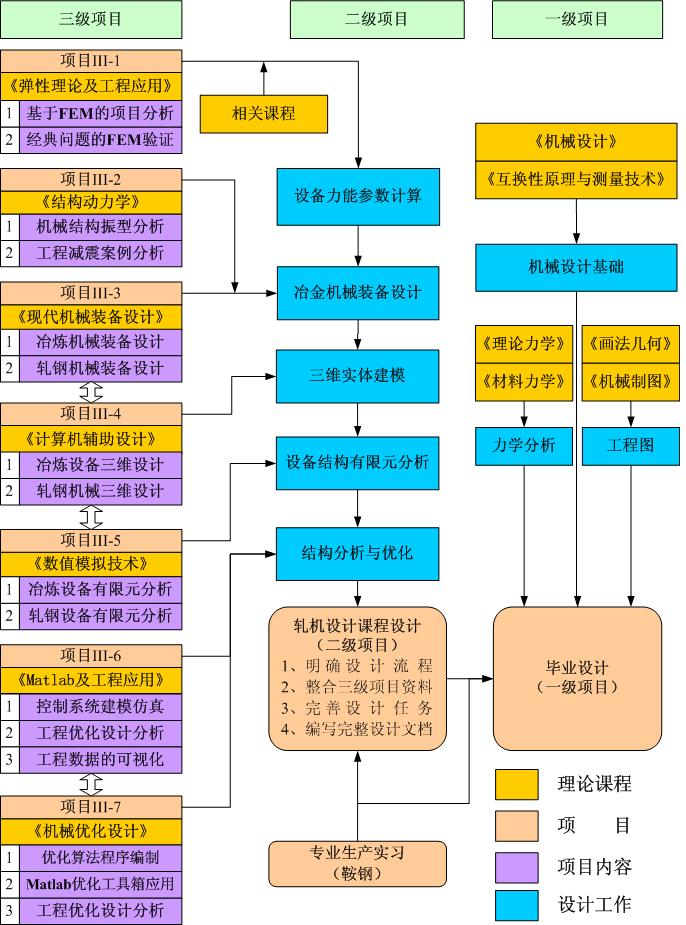 三级项目
二级项目
一级项目
项目III-1
《弹性理论及工程应用》
1 基于FEM的项目分析
2 经典问题的FEM验证
项目III-2
《结构动力学》
1 机械结构振型分析
2 工程减震案例分析
项目III-3
《现代机械装备设计》
1 冶炼机械装备设计
2 轧钢机械装备设计
项目III-4
《计算机辅助设计》
1 冶炼设备三维设计
2 轧钢机械三维设计
项目III-5
《数值模拟技术》
1 冶炼设备有限元分析
2 轧钢设备有限元分析
项目III-6
《Matlab及工程应用》
1 控制系统建模仿真
2 工程优化设计分析
3 工程数据的可视化
项目III-7
《机械优化设计》
1 优化算法程序编制
2 Matlab优化工具箱应用
3 工程优化设计分析
相关课程
设备力能参数计算
冶金机械装备设计
三维实体建模
设备结构有限元分析
结构分析与优化
轧机设计课程设计
（二级项目）
1、明确设计流程
2、整合三级项目资料
3、完善设计任务
4、编写完整设计文档
专业生产实习
（鞍钢）
《机械设计》
《互换性原理与测量技术》
机械设计基础
《理论力学》
《材料力学》
《画法几何》
《机械制图》
力学分析
工程图
毕业设计
（一级项目）
理论课程
项 目
项目内容
设计工作